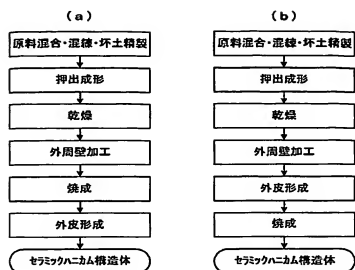 (a)
原料混合・混練・坏土精製
押出成形
乾燥
外周壁加工
焼成
外皮形成
セラミックハニカム構造体
(b)
原料混合・混練・坏土精製
押出成形
乾燥
外周壁加工
外皮形成
焼成
セラミックハニカム構造体